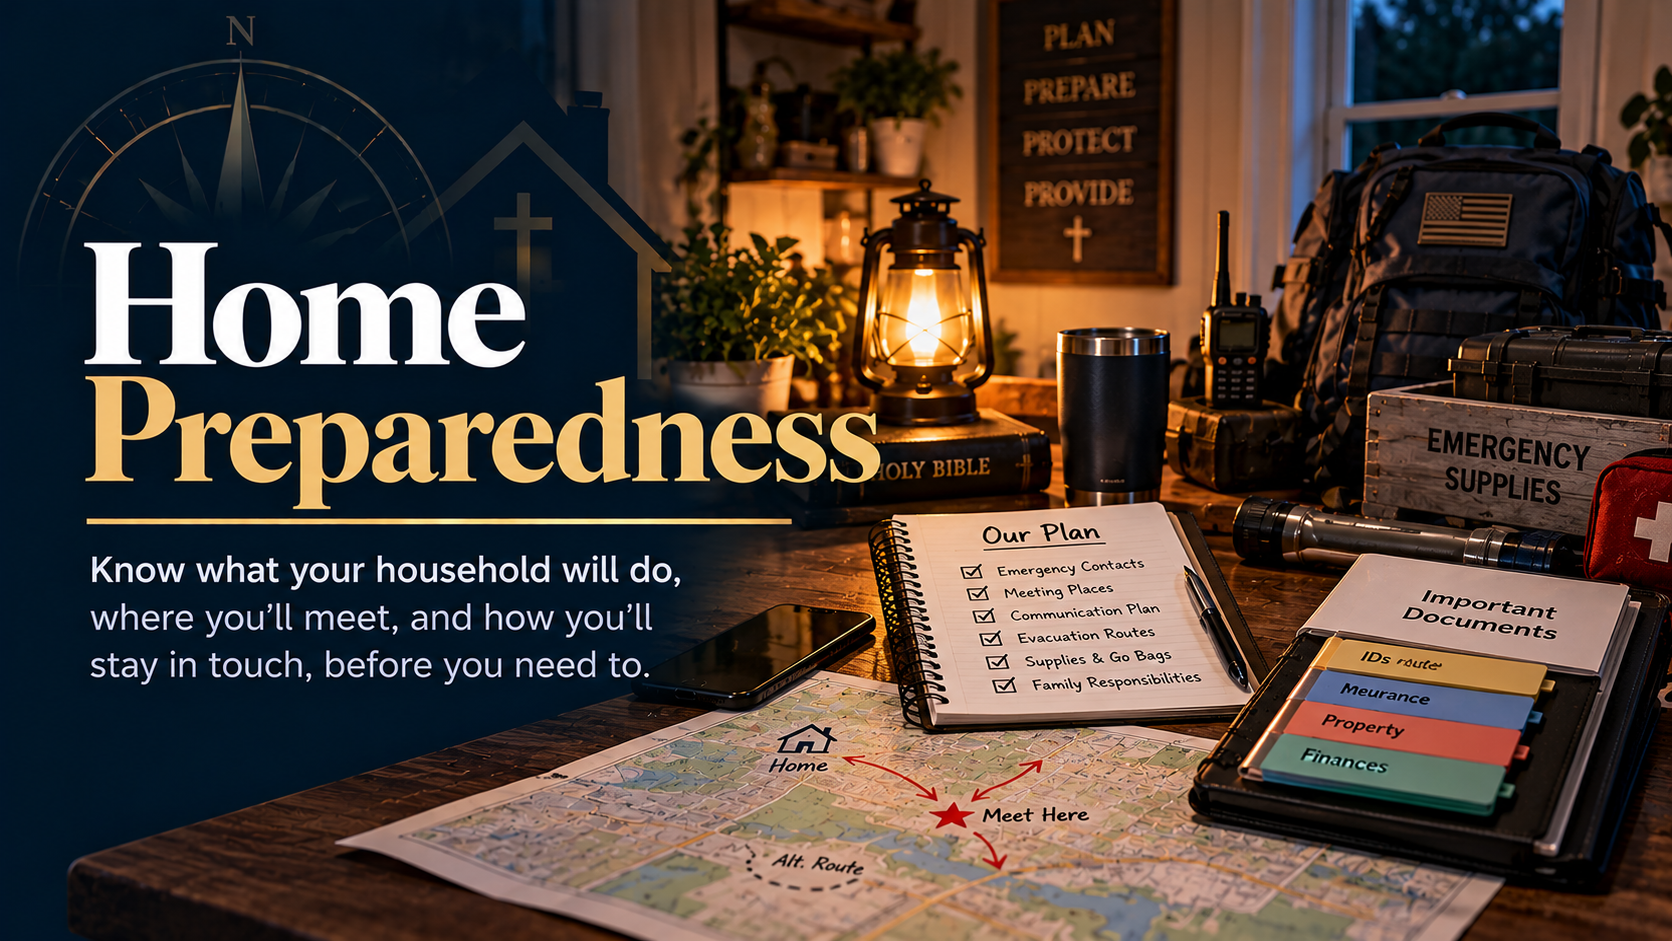 N
Home
Preparedness
Know what your household will do,
where you'll meet, and how you'll
stay in touch, before you need to.
PLAN
PREPARE
PROTECT
PROVIDE
HOLY BIBLE
EMERGENCY
SUPPLIES
Our Plan
Emergency Contacts
Meeting Places
Communication Plan
Evacuation Routes
Supplies & Go Bags
Family Responsibilities
Important
Documents
IDs route
Meurance
Property
Finances
Home
Meet Here
Alt. Route